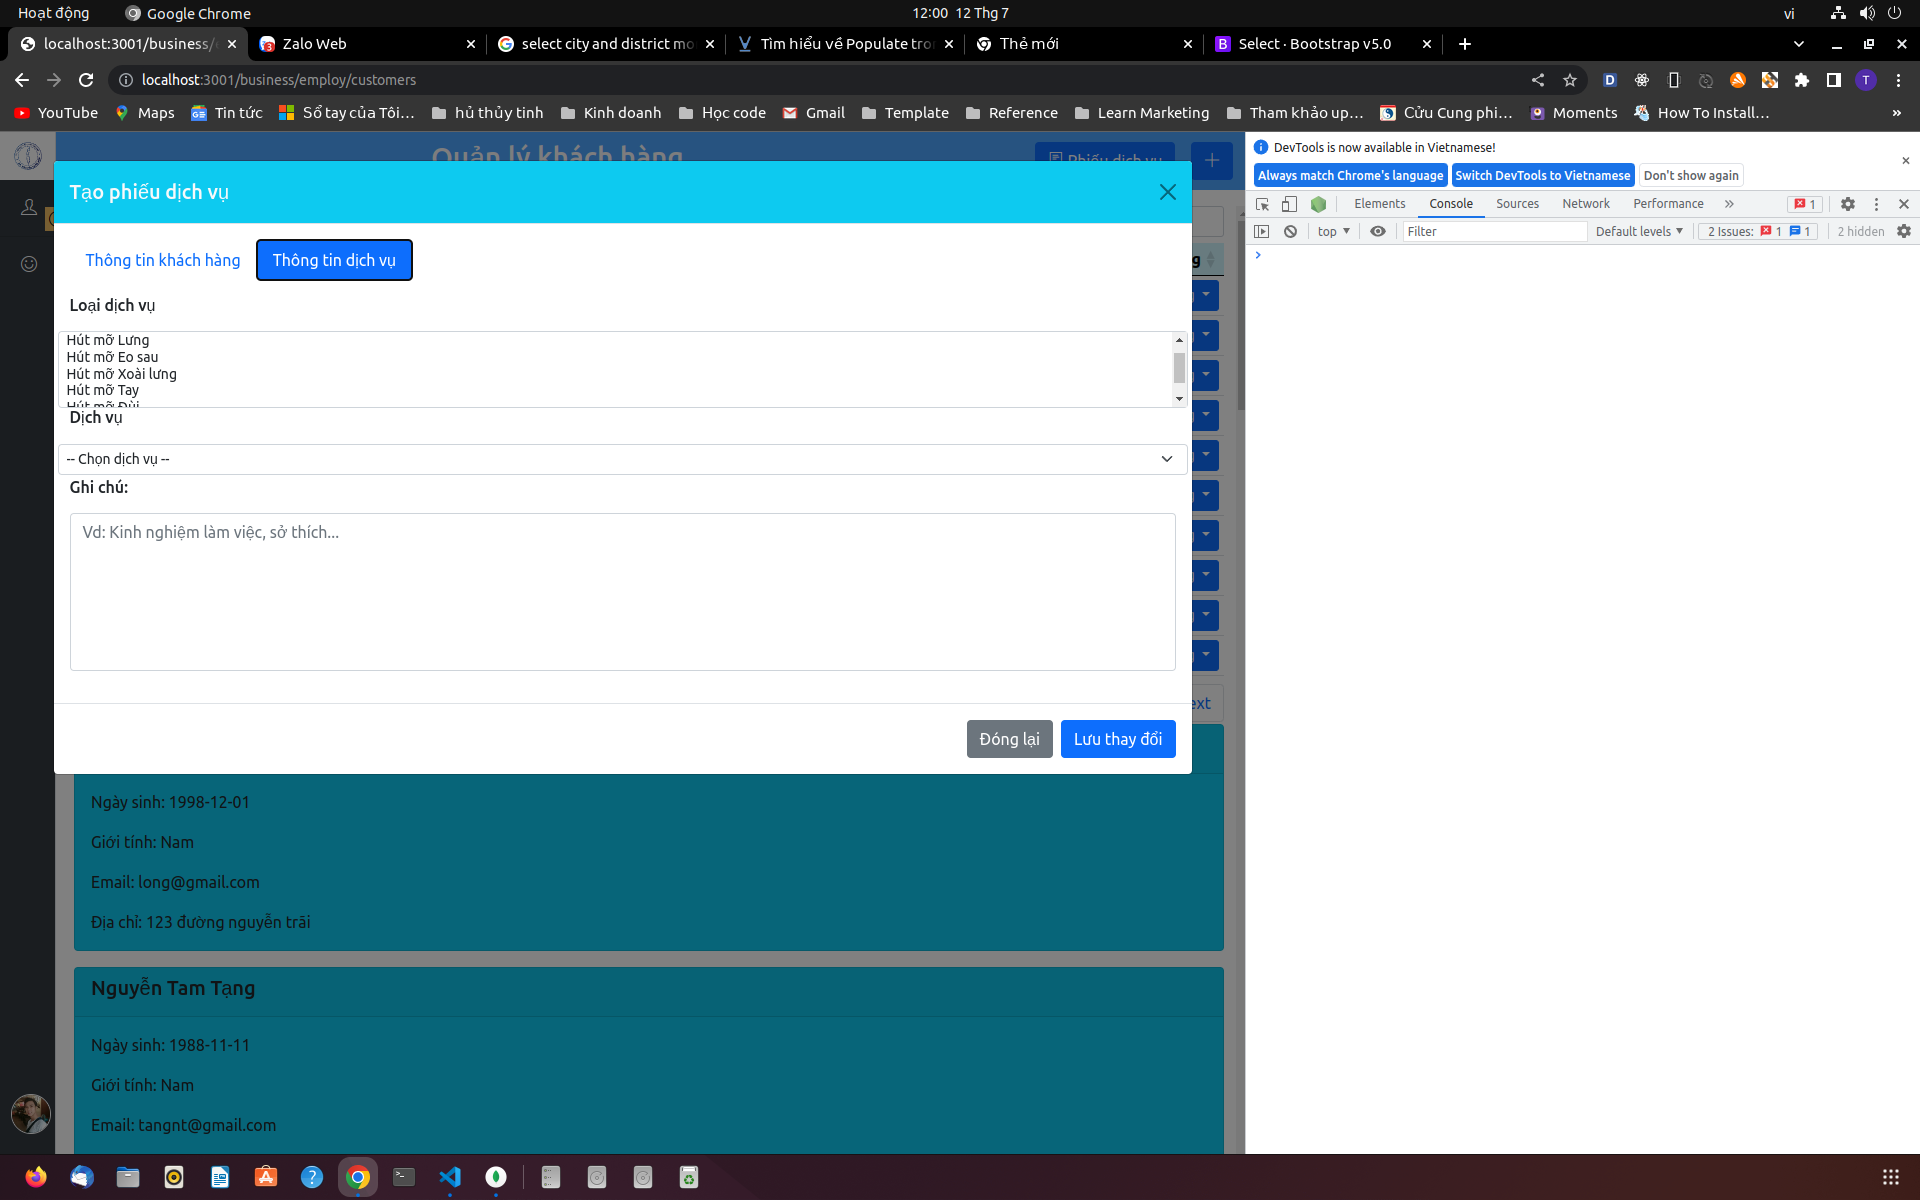 Hoạt động
Google Chrome
12:00 12 Thg 7
vi
localhost:3001/business/
Zalo Web
select city and district mo
Tìm hiểu về Populate tron
Thẻ mới
Select · Bootstrap v5.0
localhost:3001/business/employ/customers
YouTube
Maps
Tin tức
Sổ tay của Tôi...
hủ thủy tinh
Kinh doanh
Học code
Gmail
Template
Reference
Learn Marketing
Tham khảo up...
Cửu Cung phi...
Moments
How To Install...
»
Quản lý khách hàng
Phiếu dịch vụ
Tạo phiếu dịch vụ
Thông tin khách hàng
Thông tin dịch vụ
Loại dịch vụ
Hút mỡ Lưng
Hút mỡ Eo sau
Hút mỡ Xoài lưng
Hút mỡ Tay
Hút mỡ Đùi
Dịch vụ
-- Chọn dịch vụ --
Ghi chú:
Vd: Kinh nghiệm làm việc, sở thích...
ext
Đóng lại
Lưu thay đổi
Ngày sinh: 1998-12-01
Giới tính: Nam
Email: long@gmail.com
Địa chỉ: 123 đường nguyễn trãi
Nguyễn Tam Tạng
Ngày sinh: 1988-11-11
Giới tính: Nam
Email: tangnt@gmail.com
DevTools is now available in Vietnamese!
Always match Chrome's language
Switch DevTools to Vietnamese
Don't show again
Elements
Console
Sources
Network
Performance
»
1
top
Filter
Default levels
2 Issues: 1 1
2 hidden